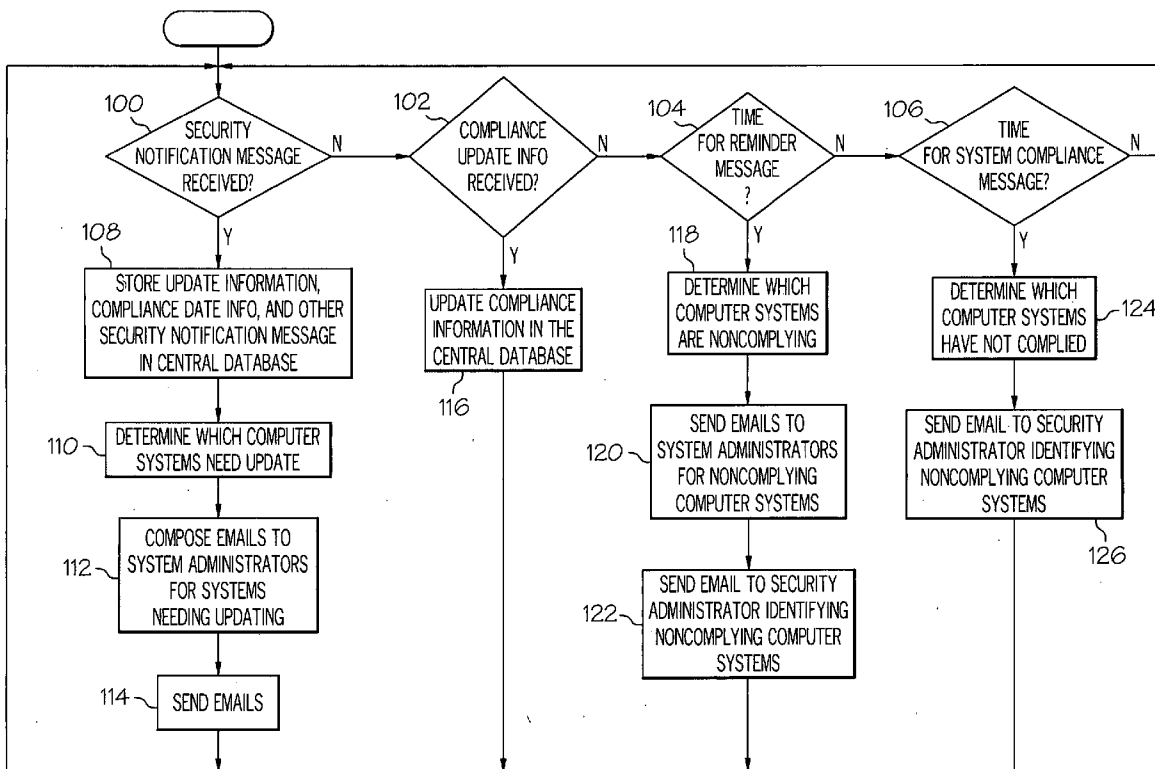 100
SECURITY
NOTIFICATION MESSAGE
RECEIVED?
N
Y
102
COMPLIANCE
UPDATE INFO
RECEIVED?
N
Y
104
TIME
FOR REMINDER
MESSAGE
?
N
Y
106
TIME
FOR SYSTEM COMPLIANCE
MESSAGE?
N
Y
108
STORE UPDATE INFORMATION,
COMPLIANCE DATE INFO, AND OTHER
SECURITY NOTIFICATION MESSAGE
IN CENTRAL DATABASE
110
DETERMINE WHICH COMPUTER
SYSTEMS NEED UPDATE
112
COMPOSE EMAILS TO
SYSTEM ADMINISTRATORS
FOR SYSTEMS
NEEDING UPDATING
114
SEND EMAILS
UPDATE COMPLIANCE
INFORMATION IN THE
CENTRAL DATABASE
116
118
DETERMINE WHICH
COMPUTER SYSTEMS
ARE NONCOMPLYING
120
SEND EMAILS TO
SYSTEM ADMINISTRATORS
FOR NONCOMPLYING
COMPUTER SYSTEMS
122
SEND EMAIL TO SECURITY
ADMINISTRATOR IDENTIFYING
NONCOMPLYING COMPUTER
SYSTEMS
DETERMINE WHICH
COMPUTER SYSTEMS
HAVE NOT COMPLIED
124
SEND EMAIL TO SECURITY
ADMINISTRATOR IDENTIFYING
NONCOMPLYING COMPUTER
SYSTEMS
126